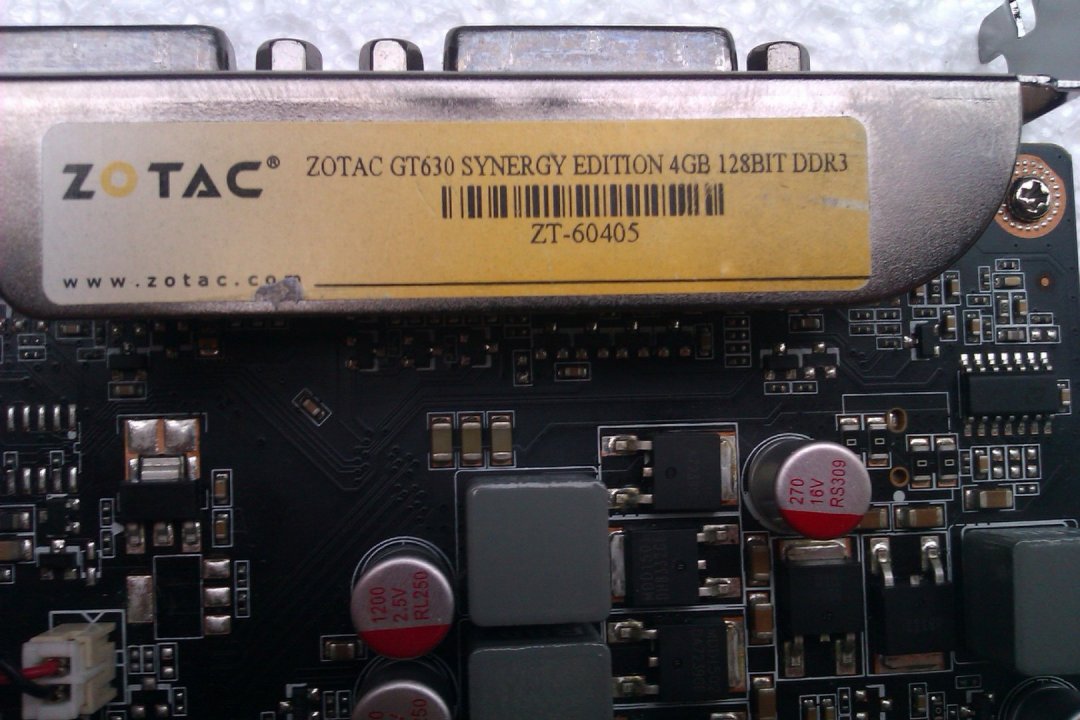 ZOTAC®
ZOTAC GT630 SYNERGY EDITION 4GB 128BIT DDR3
ZT-60405
www.zotac.com
270
16V
RS309
1200
2.5V
RL250